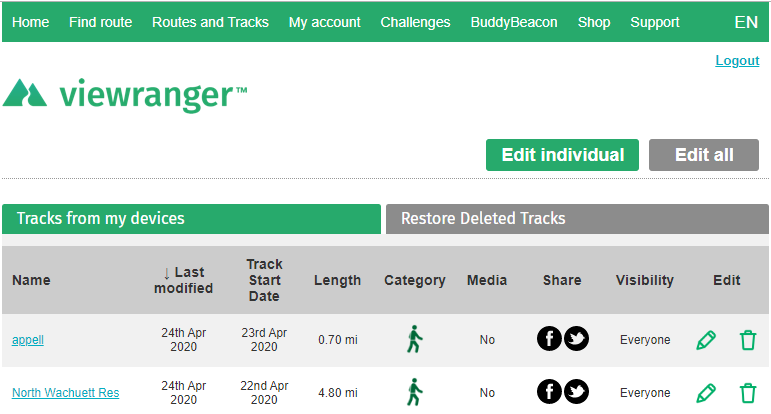 Home Find route Routes and Tracks My account Challenges BuddyBeacon Shop Support EN
Logout
viewranger™
Edit individual Edit all
Tracks from my devices Restore Deleted Tracks
Name ↓ Last modified Track Start Date Length Category Media Share Visibility Edit
appell 24th Apr 2020 23rd Apr 2020 0.70 mi No Everyone
North Wachuett Res 24th Apr 2020 22nd Apr 2020 4.80 mi No Everyone